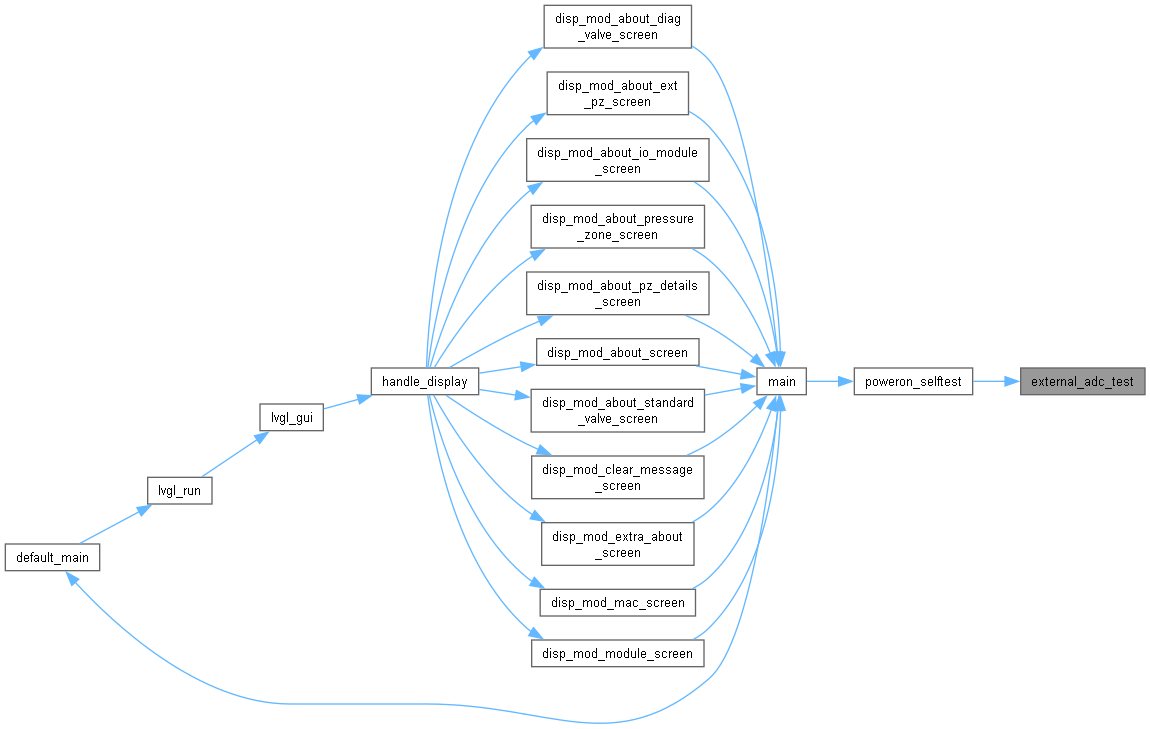 disp_mod_about_diag
_valve_screen
disp_mod_about_ext
_pz_screen
disp_mod_about_io_module
_screen
disp_mod_about_pressure
_zone_screen
disp_mod_about_pz_details
_screen
disp_mod_about_screen
handle_display
main
poweron_selftest
external_adc_test
lvgl_gui
disp_mod_about_standard
_valve_screen
disp_mod_clear_message
_screen
lvgl_run
disp_mod_extra_about
_screen
default_main
disp_mod_mac_screen
disp_mod_module_screen